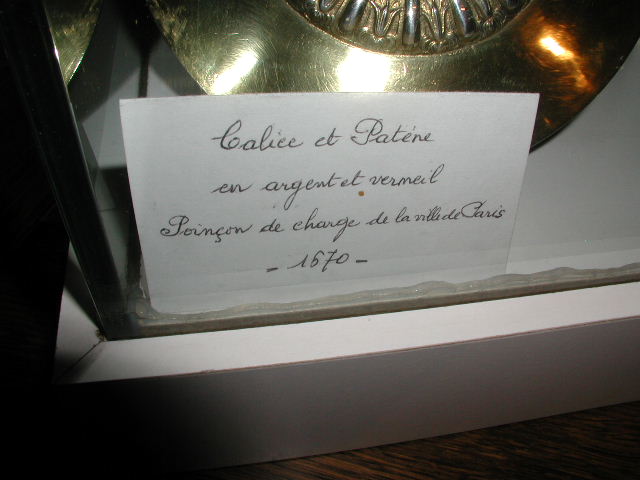 Calice et Patène
en argent et vermeil
Poinçon de charge de la ville de Paris
- 1670 -